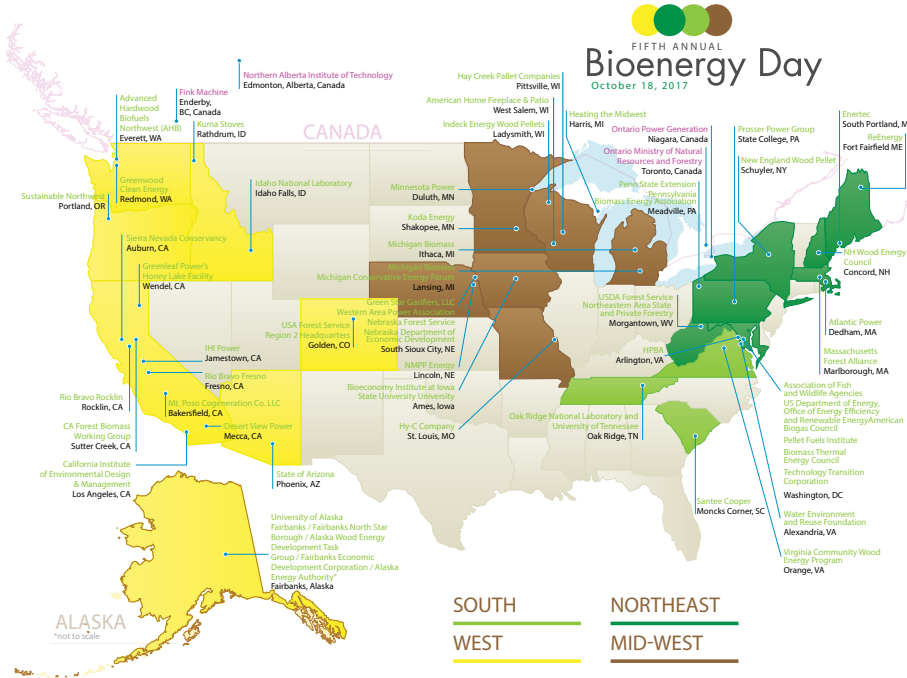 FIFTH ANNUAL
Bioenergy Day
October 18, 2017
Northern Alberta Institute of Technology
Edmonton, Alberta, Canada
Fink Machine
Enderby,
BC, Canada
Advanced
Hardwood
Biofuels
Northwest (AHB)
Everett, WA
Kuma Stoves
Rathdrum, ID
CANADA
Greenwood
Clean Energy
Redmond, WA
Sustainable Northwest
Portland, OR
Idaho National Laboratory
Idaho Falls, ID
Sierra Nevada Conservancy
Auburn, CA
Greenleaf Power's
Honey Lake Facility
Wendel, CA
USA Forest Service
Region 2 Headquarters
Golden, CO
IHI Power
Jamestown, CA
Rio Bravo Fresno
Fresno, CA
Rio Bravo Rocklin
Rocklin, CA
Mt. Poso Cogeneration Co. LLC
Bakersfield, CA
CA Forest Biomass
Working Group
Sutter Creek, CA
Desert View Power
Mecca, CA
California Institute
of Environmental Design
& Management
Los Angeles, CA
State of Arizona
Phoenix, AZ
University of Alaska
Fairbanks / Fairbanks North Star
Borough / Alaska Wood Energy
Development Task
Group / Fairbanks Economic
Development Corporation / Alaska
Energy Authority*
Fairbanks, Alaska
ALASKA
*not to scale
Hay Creek Pallet Companies
Pittsville, WI
American Home Fireplace & Patio
West Salem, WI
Indeck Energy Wood Pellets
Ladysmith, WI
Heating the Midwest
Harris, MI
Minnesota Power
Duluth, MN
Koda Energy
Shakopee, MN
Michigan Biomass
Ithaca, MI
Michigan Biomass
Michigan Conservative Energy Forum
Lansing, MI
Green Star Gasifiers, LLC
Western Area Power Association
Nebraska Forest Service
Nebraska Department of
Economic Development
South Sioux City, NE
NMPP Energy
Lincoln, NE
Bioeconomy Institute at Iowa
State University University
Ames, Iowa
Hy-C Company
St. Louis, MO
Ontario Power Generation
Niagara, Canada
Ontario Ministry of Natural
Resources and Forestry
Toronto, Canada
Penn State Extension
Pennsylvania
Biomass Energy Association
Meadville, PA
Prosser Power Group
State College, PA
New England Wood Pellet
Schuyler, NY
Enertec
South Portland, M
ReEnergy
Fort Fairfield ME
NH Wood Energy
Council
Concord, NH
USDA Forest Service
Northeastern Area State
and Private Forestry
Morgantown, WV
HPBA
Arlington, VA
Atlantic Power
Dedham, MA
Massachusetts
Forest Alliance
Marlborough, MA
Association of Fish
and Wildlife Agencies
US Department of Energy,
Office of Energy Efficiency
and Renewable EnergyAmerican
Biogas Council
Pellet Fuels Institute
Biomass Thermal
Energy Council
Technology Transition
Corporation
Washington, DC
Oak Ridge National Laboratory and
University of Tennessee
Oak Ridge, TN
Santee Cooper
Moncks Corner, SC
Water Environment
and Reuse Foundation
Alexandria, VA
Virginia Community Wood
Energy Program
Orange, VA
SOUTH
NORTHEAST
WEST
MID-WEST